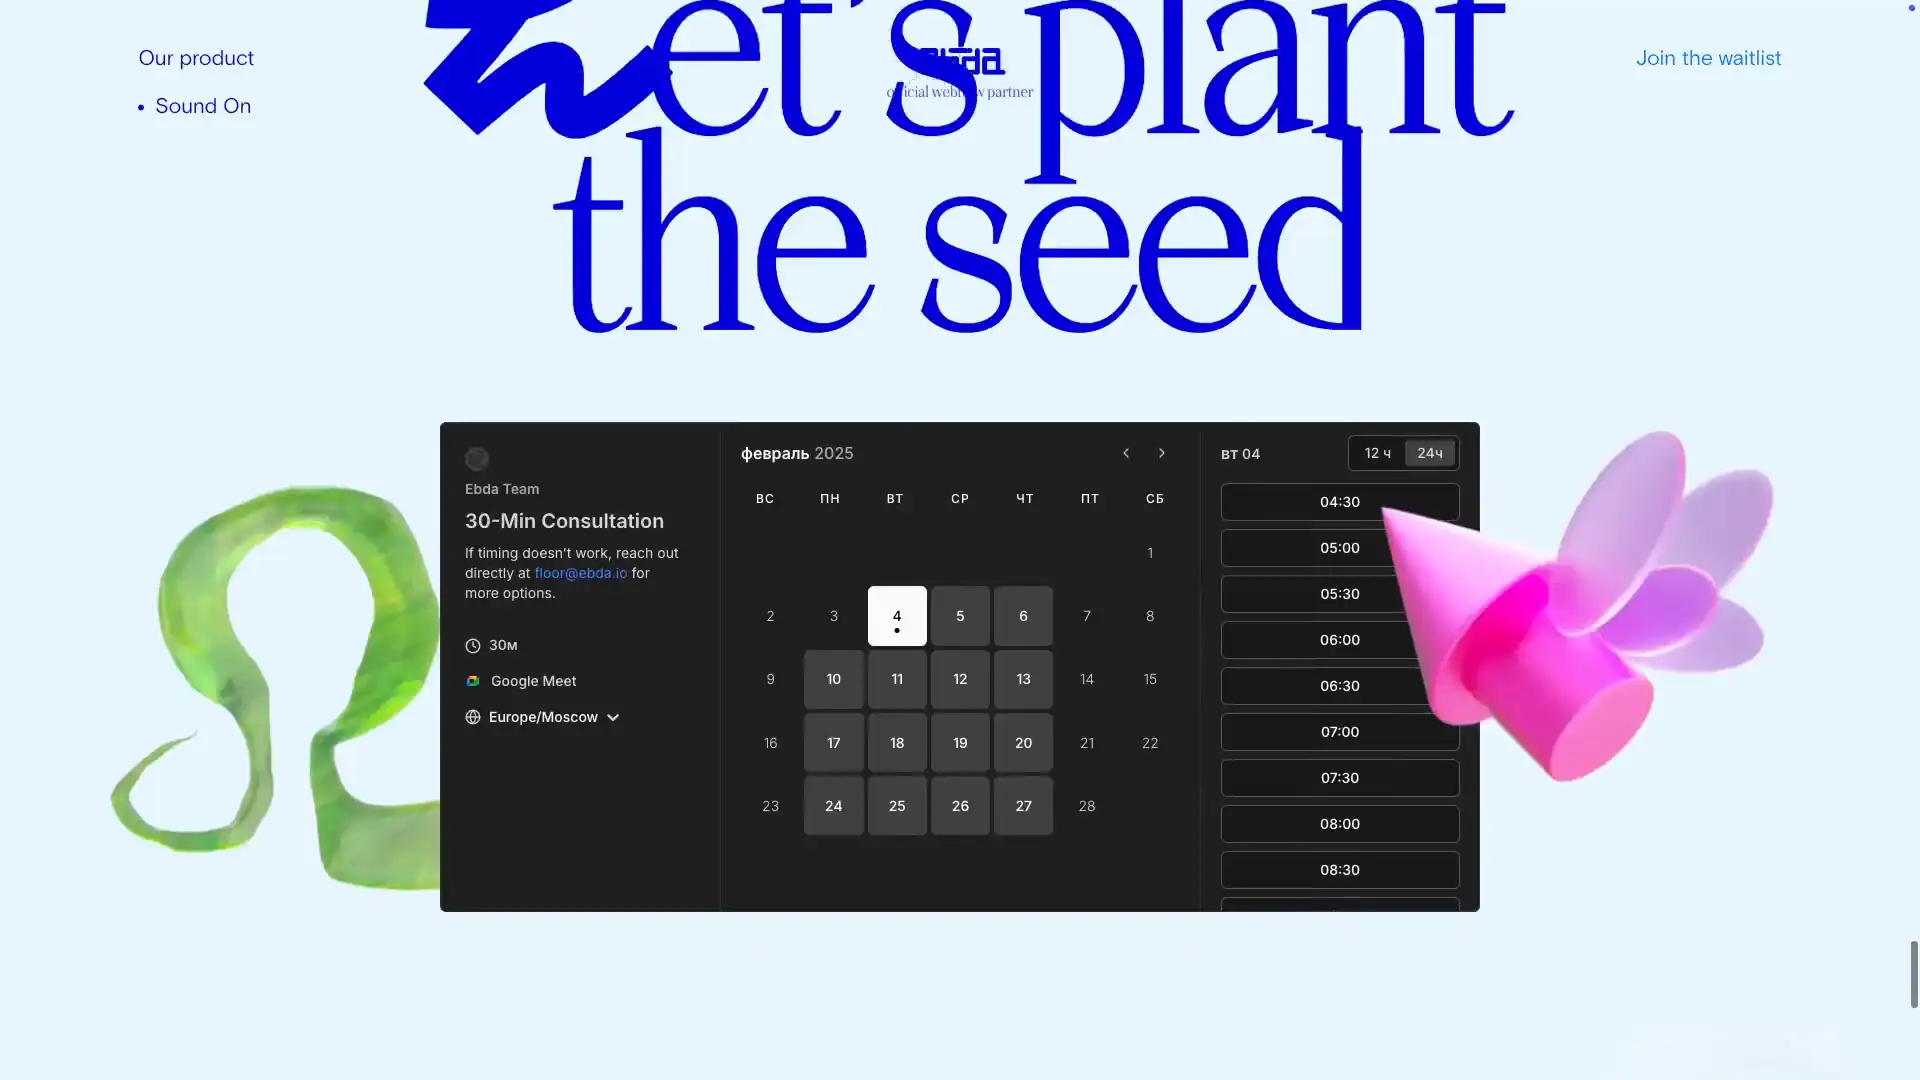 Our product
Sound On
ebda
official webflow partner
Join the waitlist
Let's plant
the seed
Ebda Team
30-Min Consultation
If timing doesn't work, reach out
directly at floor@ebda.io for
more options.
30м
Google Meet
Europe/Moscow
февраль 2025
ВС ПН ВТ СР ЧТ ПТ СБ
1
2 3 4 5 6 7 8
9 10 11 12 13 14 15
16 17 18 19 20 21 22
23 24 25 26 27 28
вт 04
12 ч 24ч
04:30
05:00
05:30
06:00
06:30
07:00
07:30
08:00
08:30